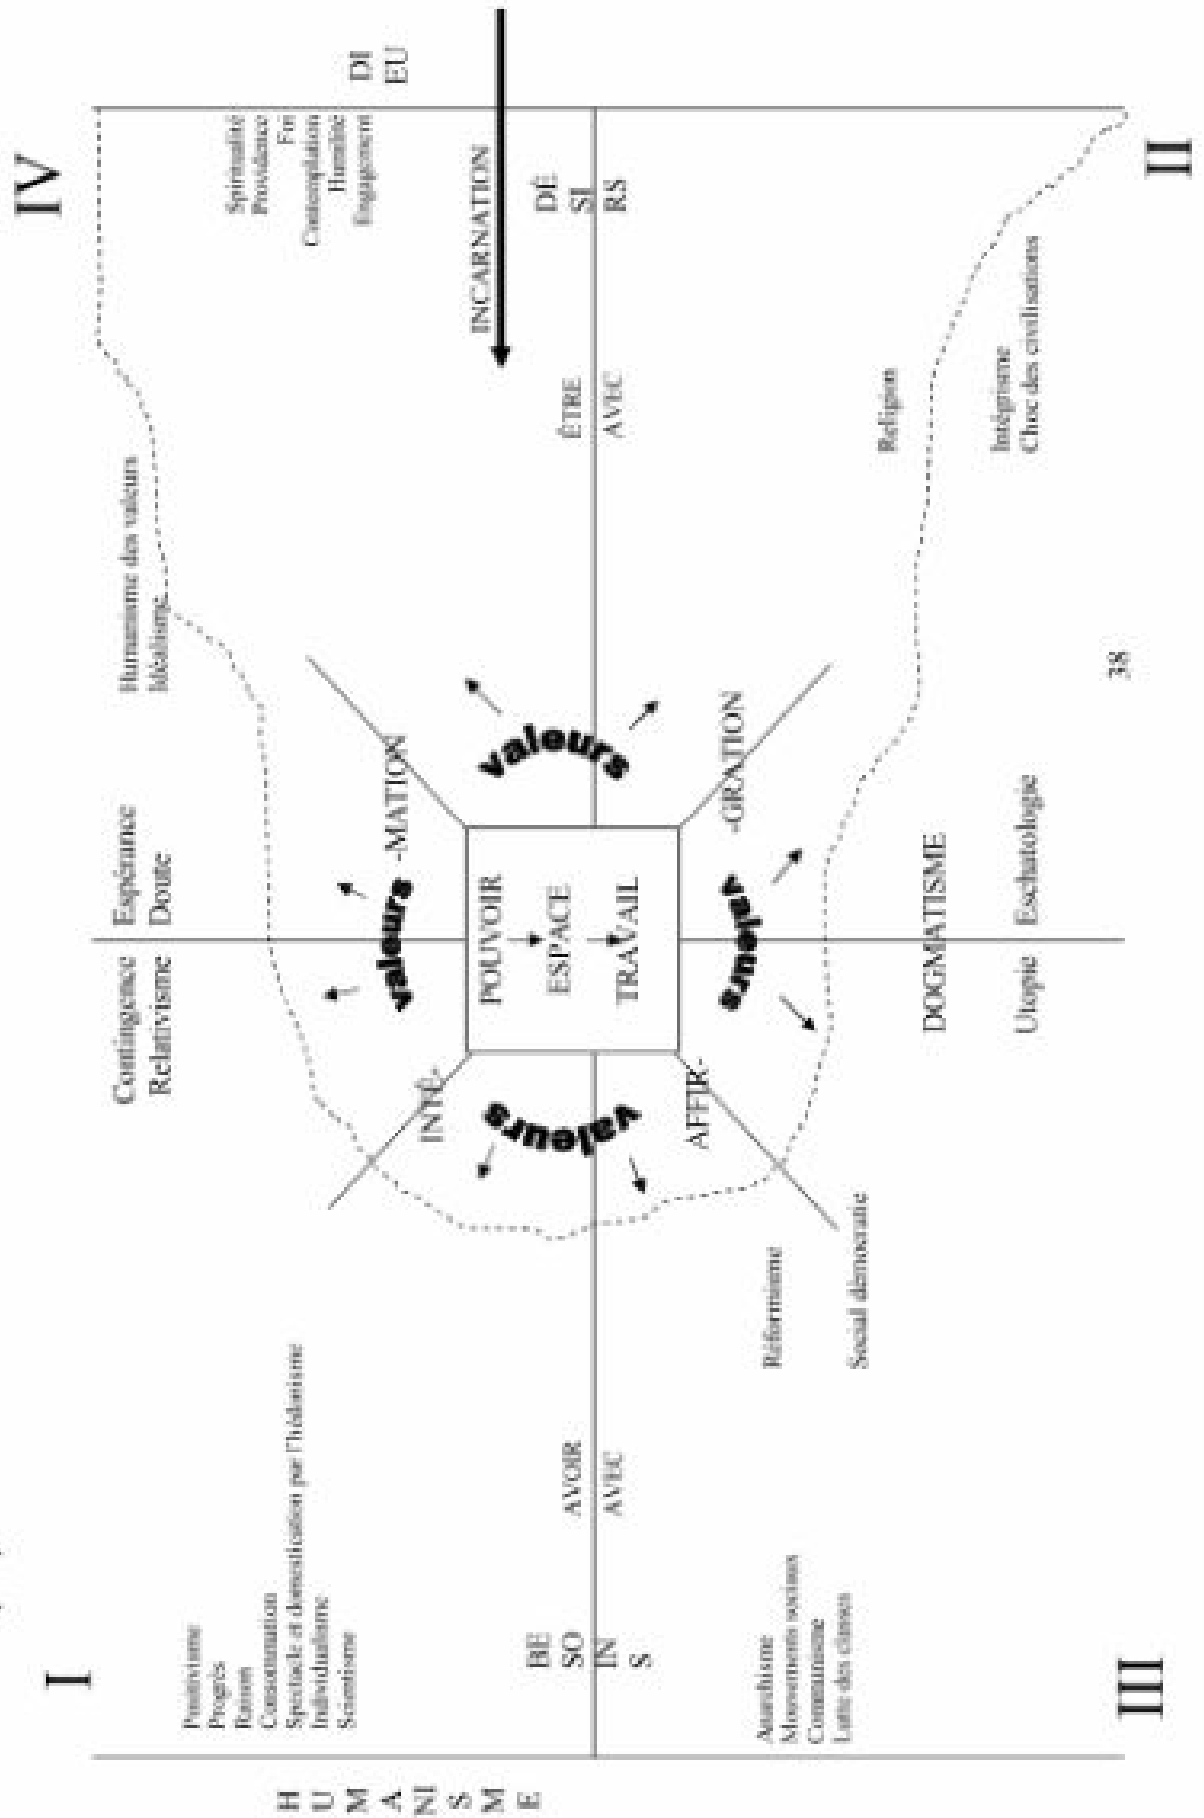 I
IV
Contingence
Relativisme
Espérance
Doute
Humanisme des valeurs
Idéalisme
Positivisme
Progrès
Raison
Consommation
Spectacle et domestication par l'hédonisme
Individualisme
Scientisme
Spiritualité
Providence
Foi
Contemplation
Humilité
Engagement
DI
EU
H
U
M
A
NI
S
M
E
INTÉ-
valeurs
-MATION
INCARNATION
BE
SO
IN
S
AVOIR
AVEC
valeurs
POUVOIR
ESPACE
TRAVAIL
valeurs
ÊTRE
AVEC
DÉ
SI
RS
AFFIR-
valeurs
-GRATION
Anarchisme
Mouvements sociaux
Communisme
Lutte des classes
Réformisme
Social démocratie
DOGMATISME
Religion
Utopie
Eschatologie
Intégrisme
Choc des civilisations
III
38
II